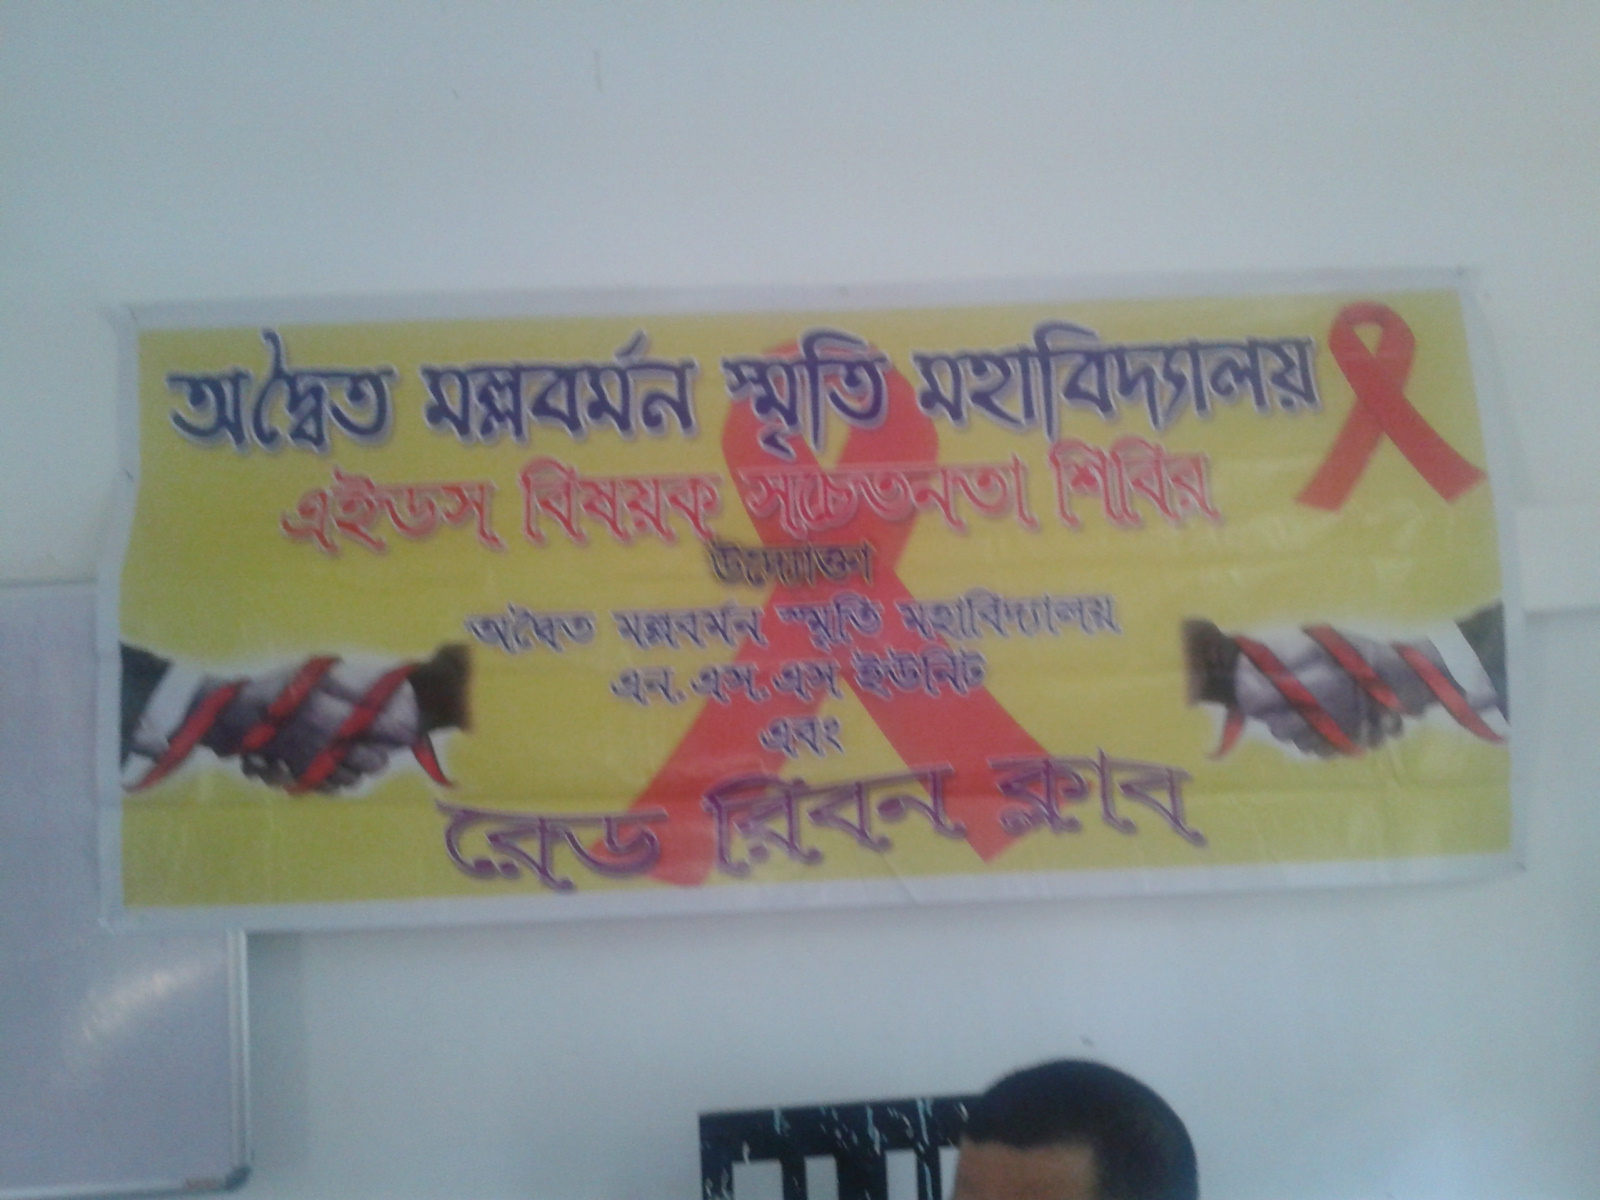 অদ্বৈত মল্লবর্মন স্মৃতি মহাবিদ্যালয়
এইডস বিষয়ক সচেতনতা শিবির
উদ্যোক্তা
অদ্বৈত মল্লবর্মন স্মৃতি মহাবিদ্যালয়
এন. এস. এস ইউনিট
এবং
রেড রিবন ক্লাব